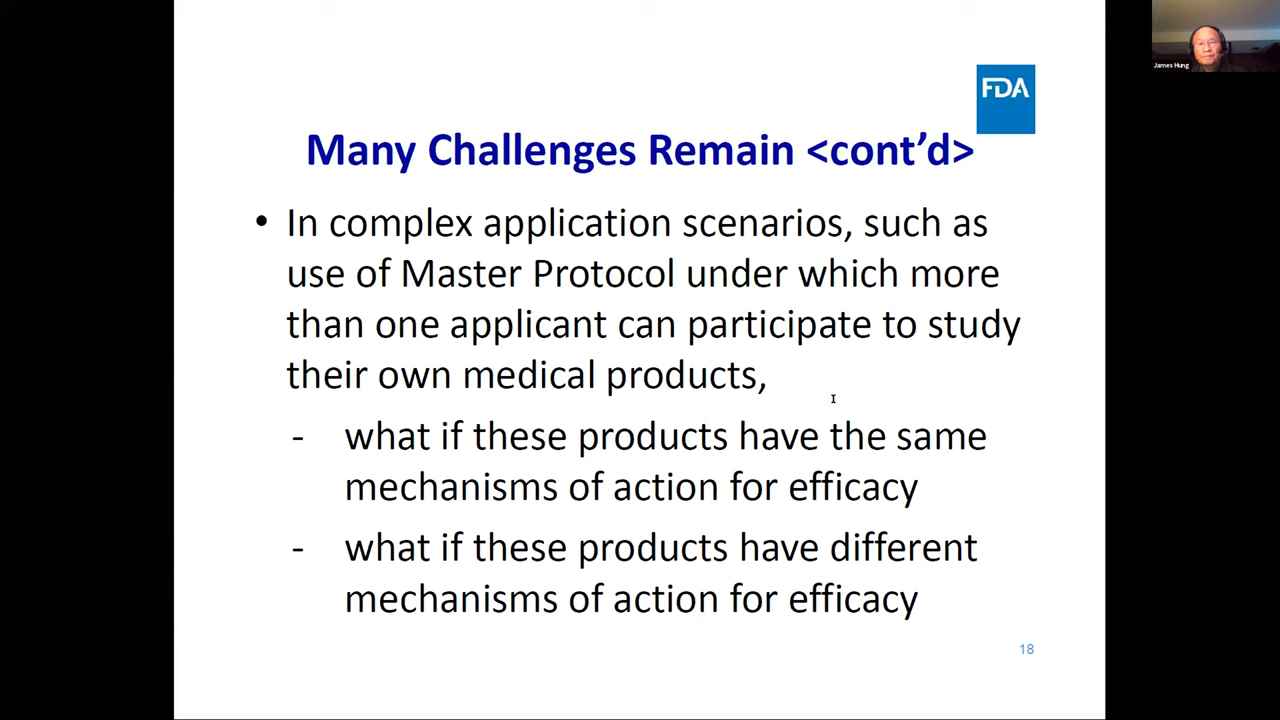 James Hung
FDA
Many Challenges Remain <cont’d>
• In complex application scenarios, such as
use of Master Protocol under which more
than one applicant can participate to study
their own medical products,
- what if these products have the same
mechanisms of action for efficacy
- what if these products have different
mechanisms of action for efficacy
18